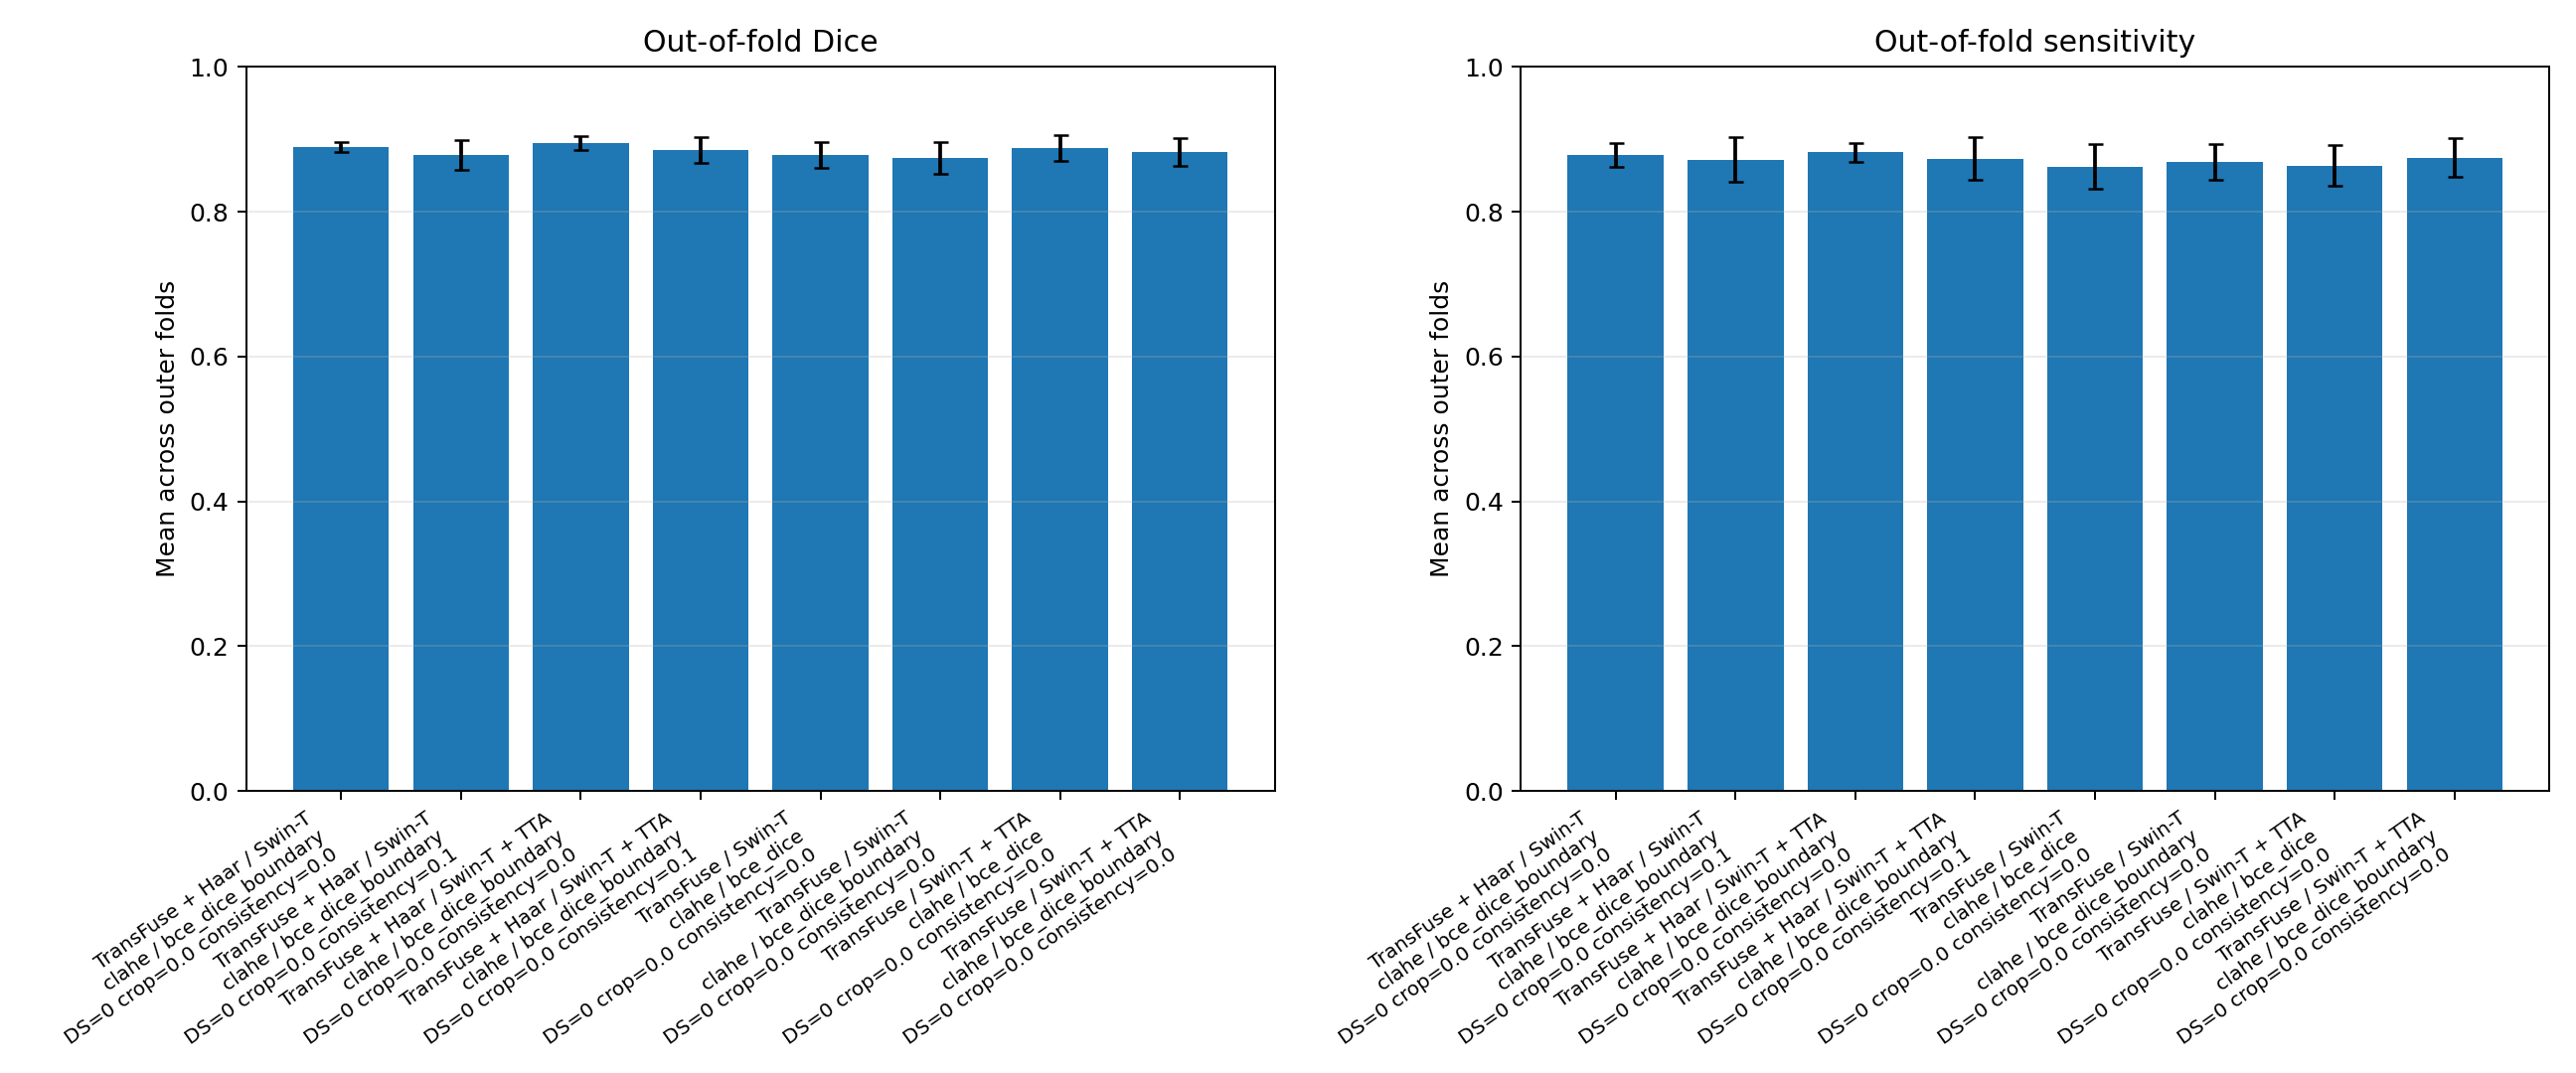 Out-of-fold Dice
Mean across outer folds
1.0
0.8
0.6
0.4
0.2
0.0
TransFuse + Haar / Swin-T
clahe / bce_dice_boundary
DS=0 crop=0.0 consistency=0.0
TransFuse + Haar / Swin-T
clahe / bce_dice_boundary
DS=0 crop=0.0 consistency=0.1
TransFuse + Haar / Swin-T + TTA
clahe / bce_dice_boundary
DS=0 crop=0.0 consistency=0.0
TransFuse + Haar / Swin-T + TTA
clahe / bce_dice_boundary
DS=0 crop=0.0 consistency=0.1
TransFuse / Swin-T
clahe / bce_dice
DS=0 crop=0.0 consistency=0.0
TransFuse / Swin-T
clahe / bce_dice_boundary
DS=0 crop=0.0 consistency=0.0
TransFuse / Swin-T + TTA
clahe / bce_dice
DS=0 crop=0.0 consistency=0.0
TransFuse / Swin-T + TTA
clahe / bce_dice_boundary
DS=0 crop=0.0 consistency=0.0
Out-of-fold sensitivity
Mean across outer folds
1.0
0.8
0.6
0.4
0.2
0.0
TransFuse + Haar / Swin-T
clahe / bce_dice_boundary
DS=0 crop=0.0 consistency=0.0
TransFuse + Haar / Swin-T
clahe / bce_dice_boundary
DS=0 crop=0.0 consistency=0.1
TransFuse + Haar / Swin-T + TTA
clahe / bce_dice_boundary
DS=0 crop=0.0 consistency=0.0
TransFuse + Haar / Swin-T + TTA
clahe / bce_dice_boundary
DS=0 crop=0.0 consistency=0.1
TransFuse / Swin-T
clahe / bce_dice
DS=0 crop=0.0 consistency=0.0
TransFuse / Swin-T
clahe / bce_dice_boundary
DS=0 crop=0.0 consistency=0.0
TransFuse / Swin-T + TTA
clahe / bce_dice
DS=0 crop=0.0 consistency=0.0
TransFuse / Swin-T + TTA
clahe / bce_dice_boundary
DS=0 crop=0.0 consistency=0.0